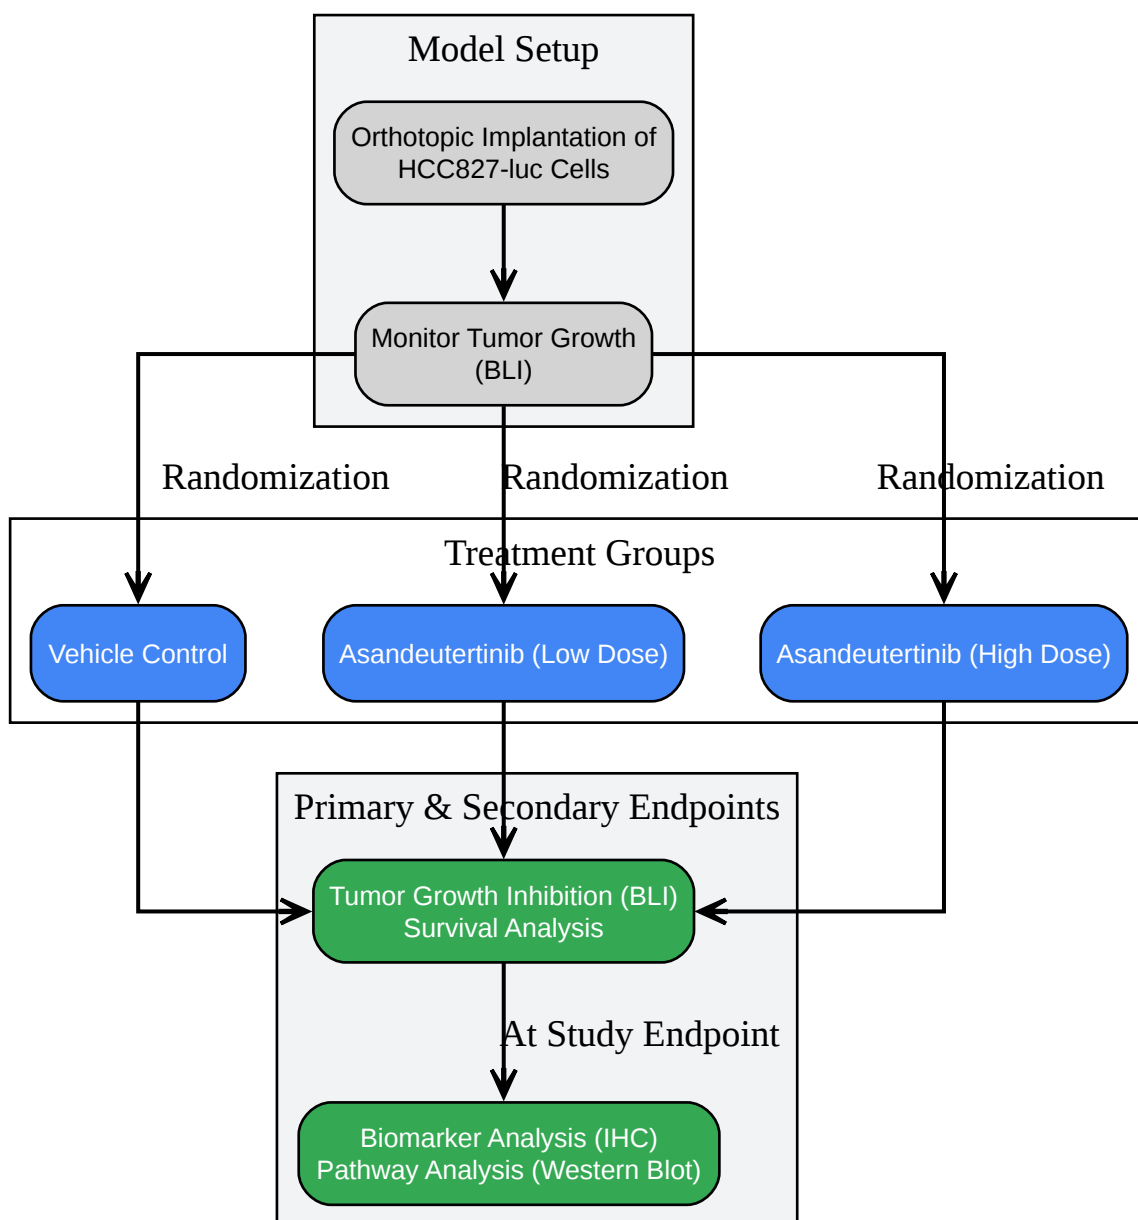 Model Setup
Orthotopic Implantation of
HCC827-luc Cells
Monitor Tumor Growth
(BLI)
Randomization
Randomization
Randomization
Treatment Groups
Vehicle Control
Asandeutertinib (Low Dose)
Asandeutertinib (High Dose)
Primary & Secondary Endpoints
Tumor Growth Inhibition (BLI)
Survival Analysis
At Study Endpoint
Biomarker Analysis (IHC)
Pathway Analysis (Western Blot)